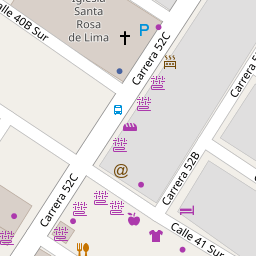 Iglesia
Santa
Rosa
de Lima
P
Calle 40B Sur
Carrera 52C
@
Carrera 52C
Carrera 52B
Calle 41 Sur